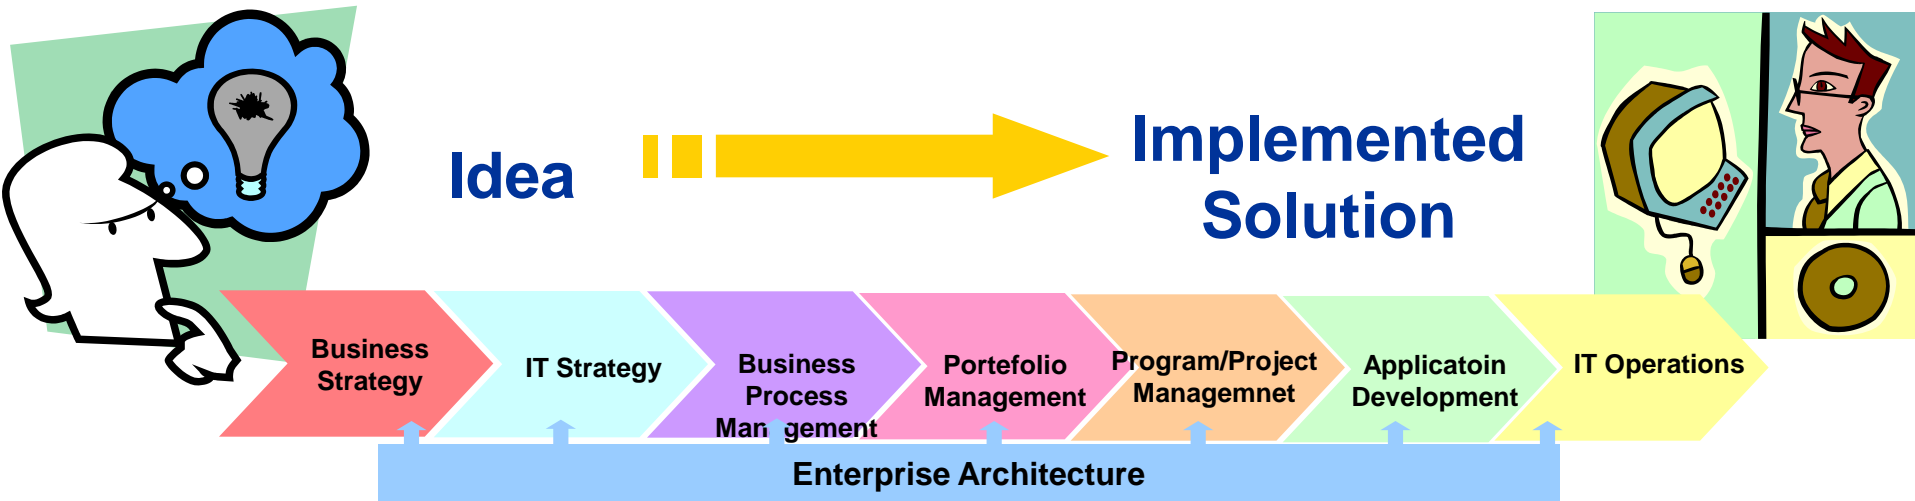 Idea
Implemented
Solution
Business
Strategy
IT Strategy
Business
Process
Management
Portefolio
Management
Program/Project
Managemnet
Applicatoin
Development
IT Operations
Enterprise Architecture